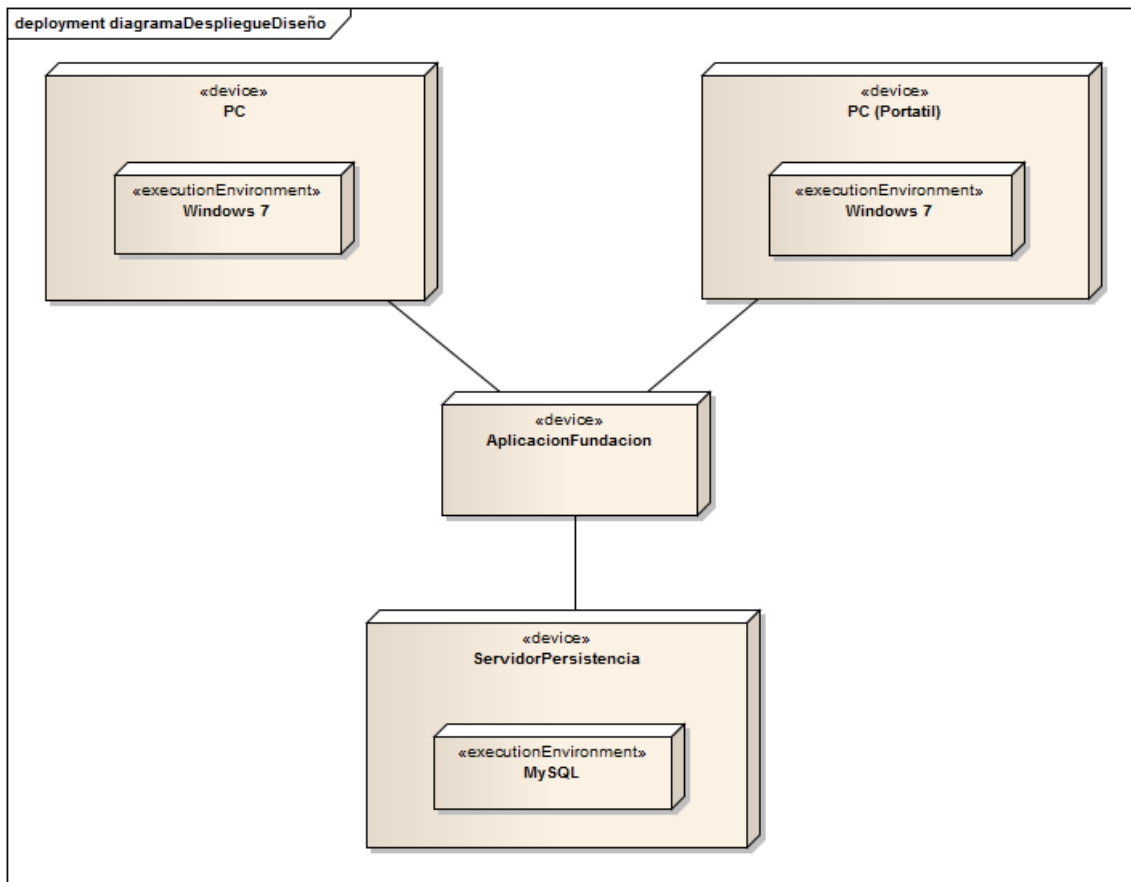 deployment diagramaDespliegueDiseño
«device»
PC
«executionEnvironment»
Windows 7
«device»
PC (Portatil)
«executionEnvironment»
Windows 7
«device»
AplicacionFundacion
«device»
ServidorPersistencia
«executionEnvironment»
MySQL